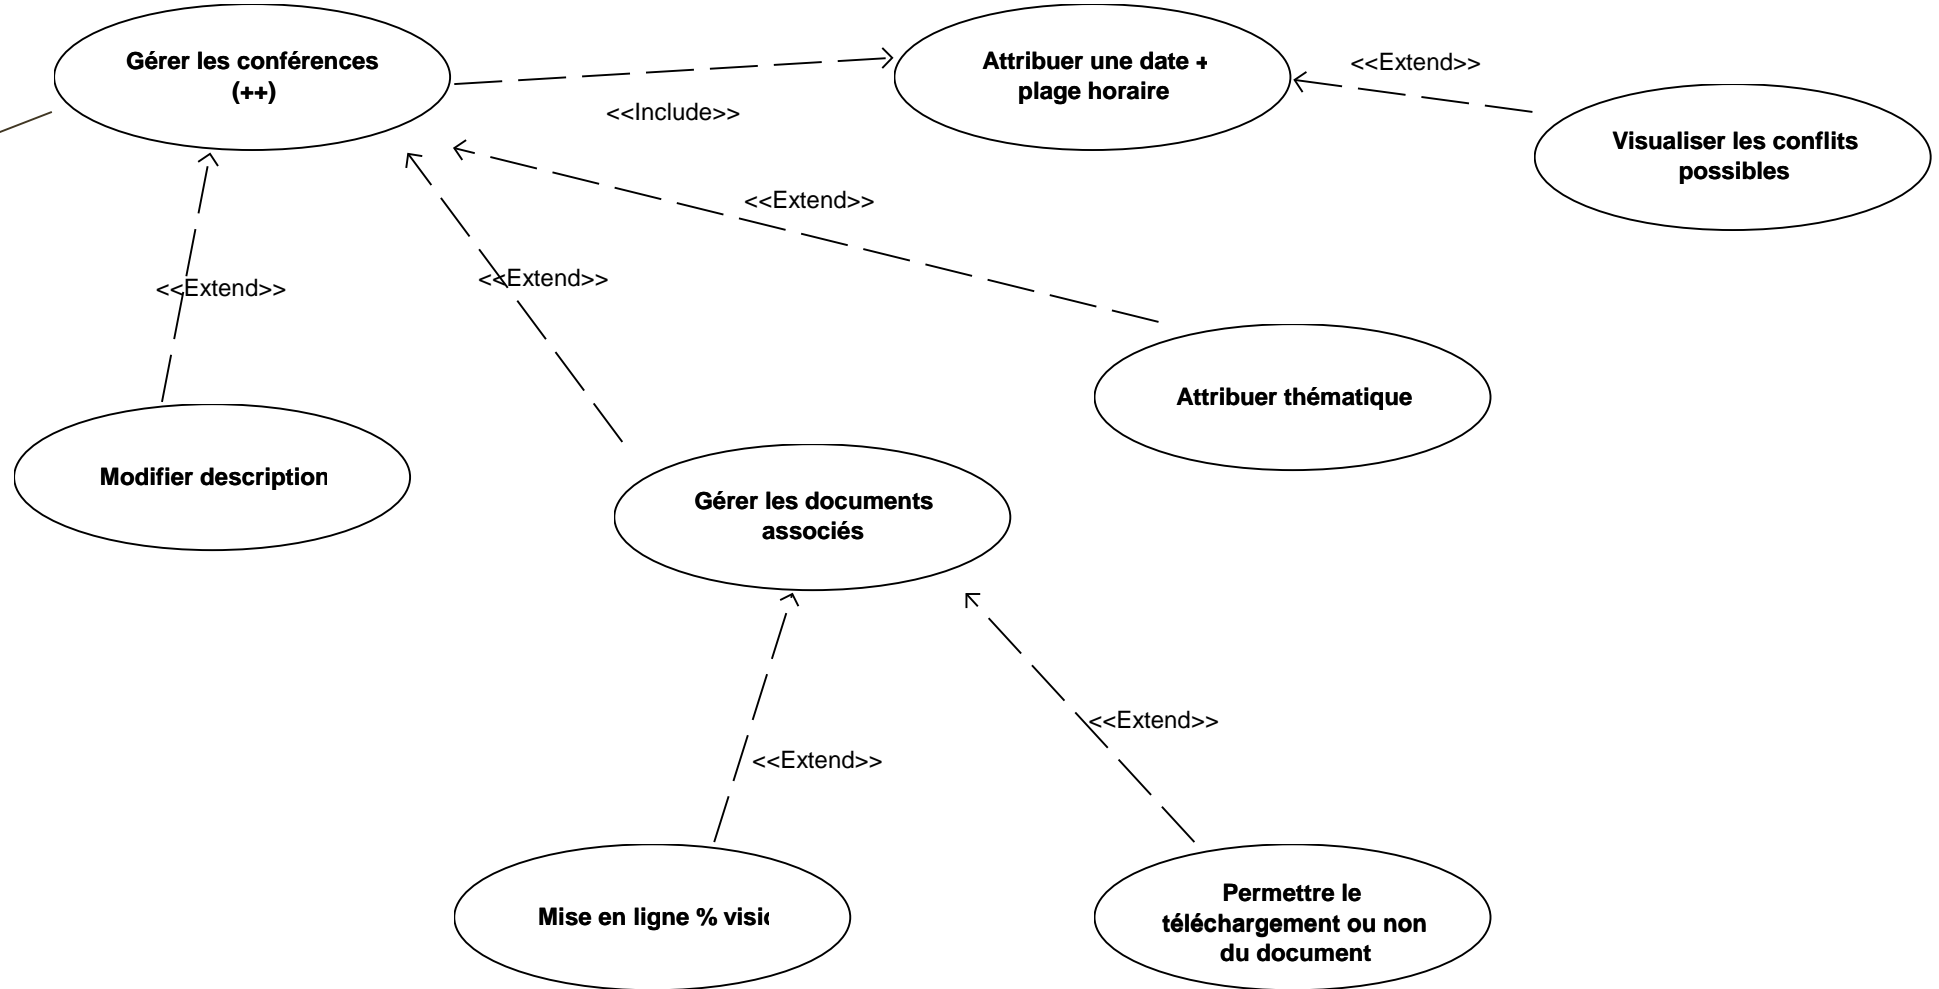 Gérer les conférences
(++)
Attribuer une date +
plage horaire
<<Extend>>
<<Include>>
Visualiser les conflits
possibles
<<Extend>>
<<Extend>>
<<Extend>>
Attribuer thématique
Modifier description
Gérer les documents
associés
<<Extend>>
<<Extend>>
Mise en ligne %
Permettre le
téléchargement ou non
du document